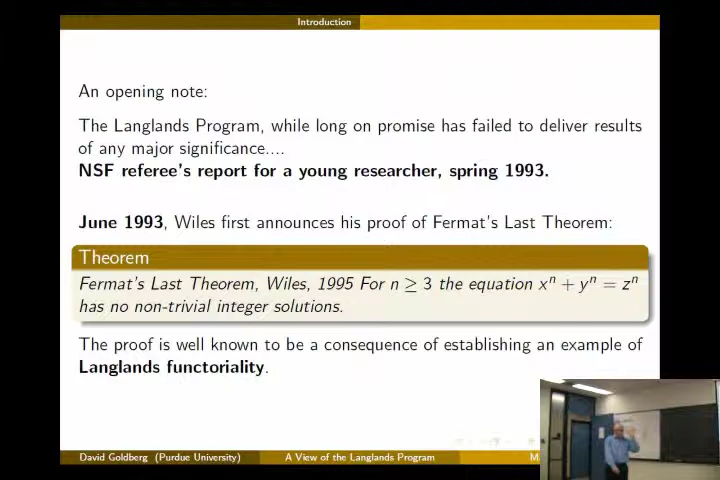 Introduction
An opening note:
The Langlands Program, while long on promise has failed to deliver results
of any major significance....
NSF referee's report for a young researcher, spring 1993.
June 1993, Wiles first announces his proof of Fermat's Last Theorem:
Theorem
Fermat's Last Theorem, Wiles, 1995 For n ≥ 3 the equation xⁿ + yⁿ = zⁿ
has no non-trivial integer solutions.
The proof is well known to be a consequence of establishing an example of
Langlands functoriality.
David Goldberg (Purdue University) A View of the Langlands Program